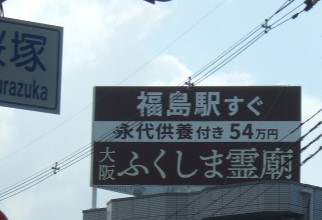 塚
urazuka
福島駅すぐ
永代供養付き54万円
大阪ふくしま霊廟